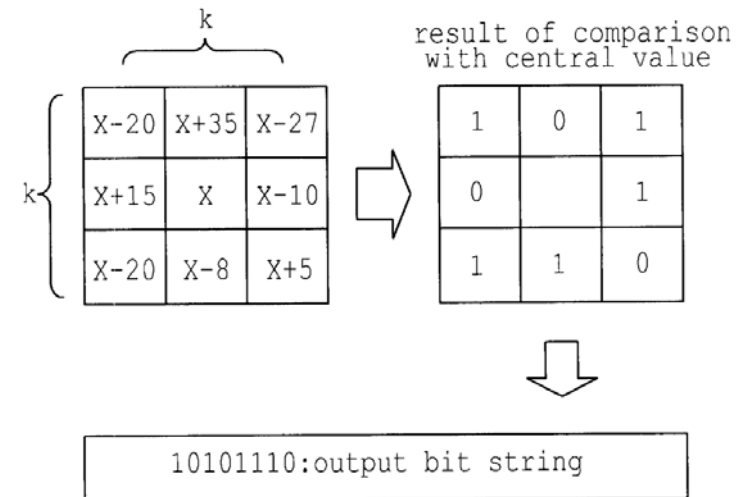 k
result of comparison
with central value
X-20 X+35 X-27
1 0 1
k
X+15 X X-10
0 1
X-20 X-8 X+5
1 1 0
10101110:output bit string